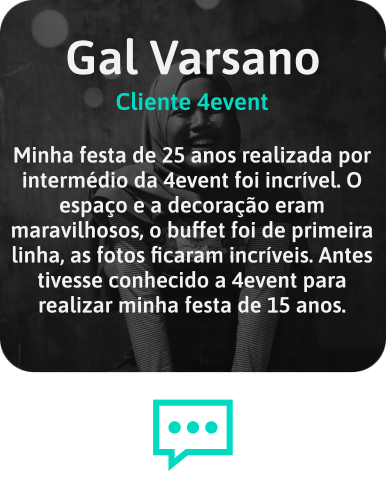 Gal Varsano
Cliente 4event
Minha festa de 25 anos realizada por
intermédio da 4event foi incrível. O
espaço e a decoração eram
maravilhosos, o buffet foi de primeira
linha, as fotos ficaram incríveis. Antes
tivesse conhecido a 4event para
realizar minha festa de 15 anos.